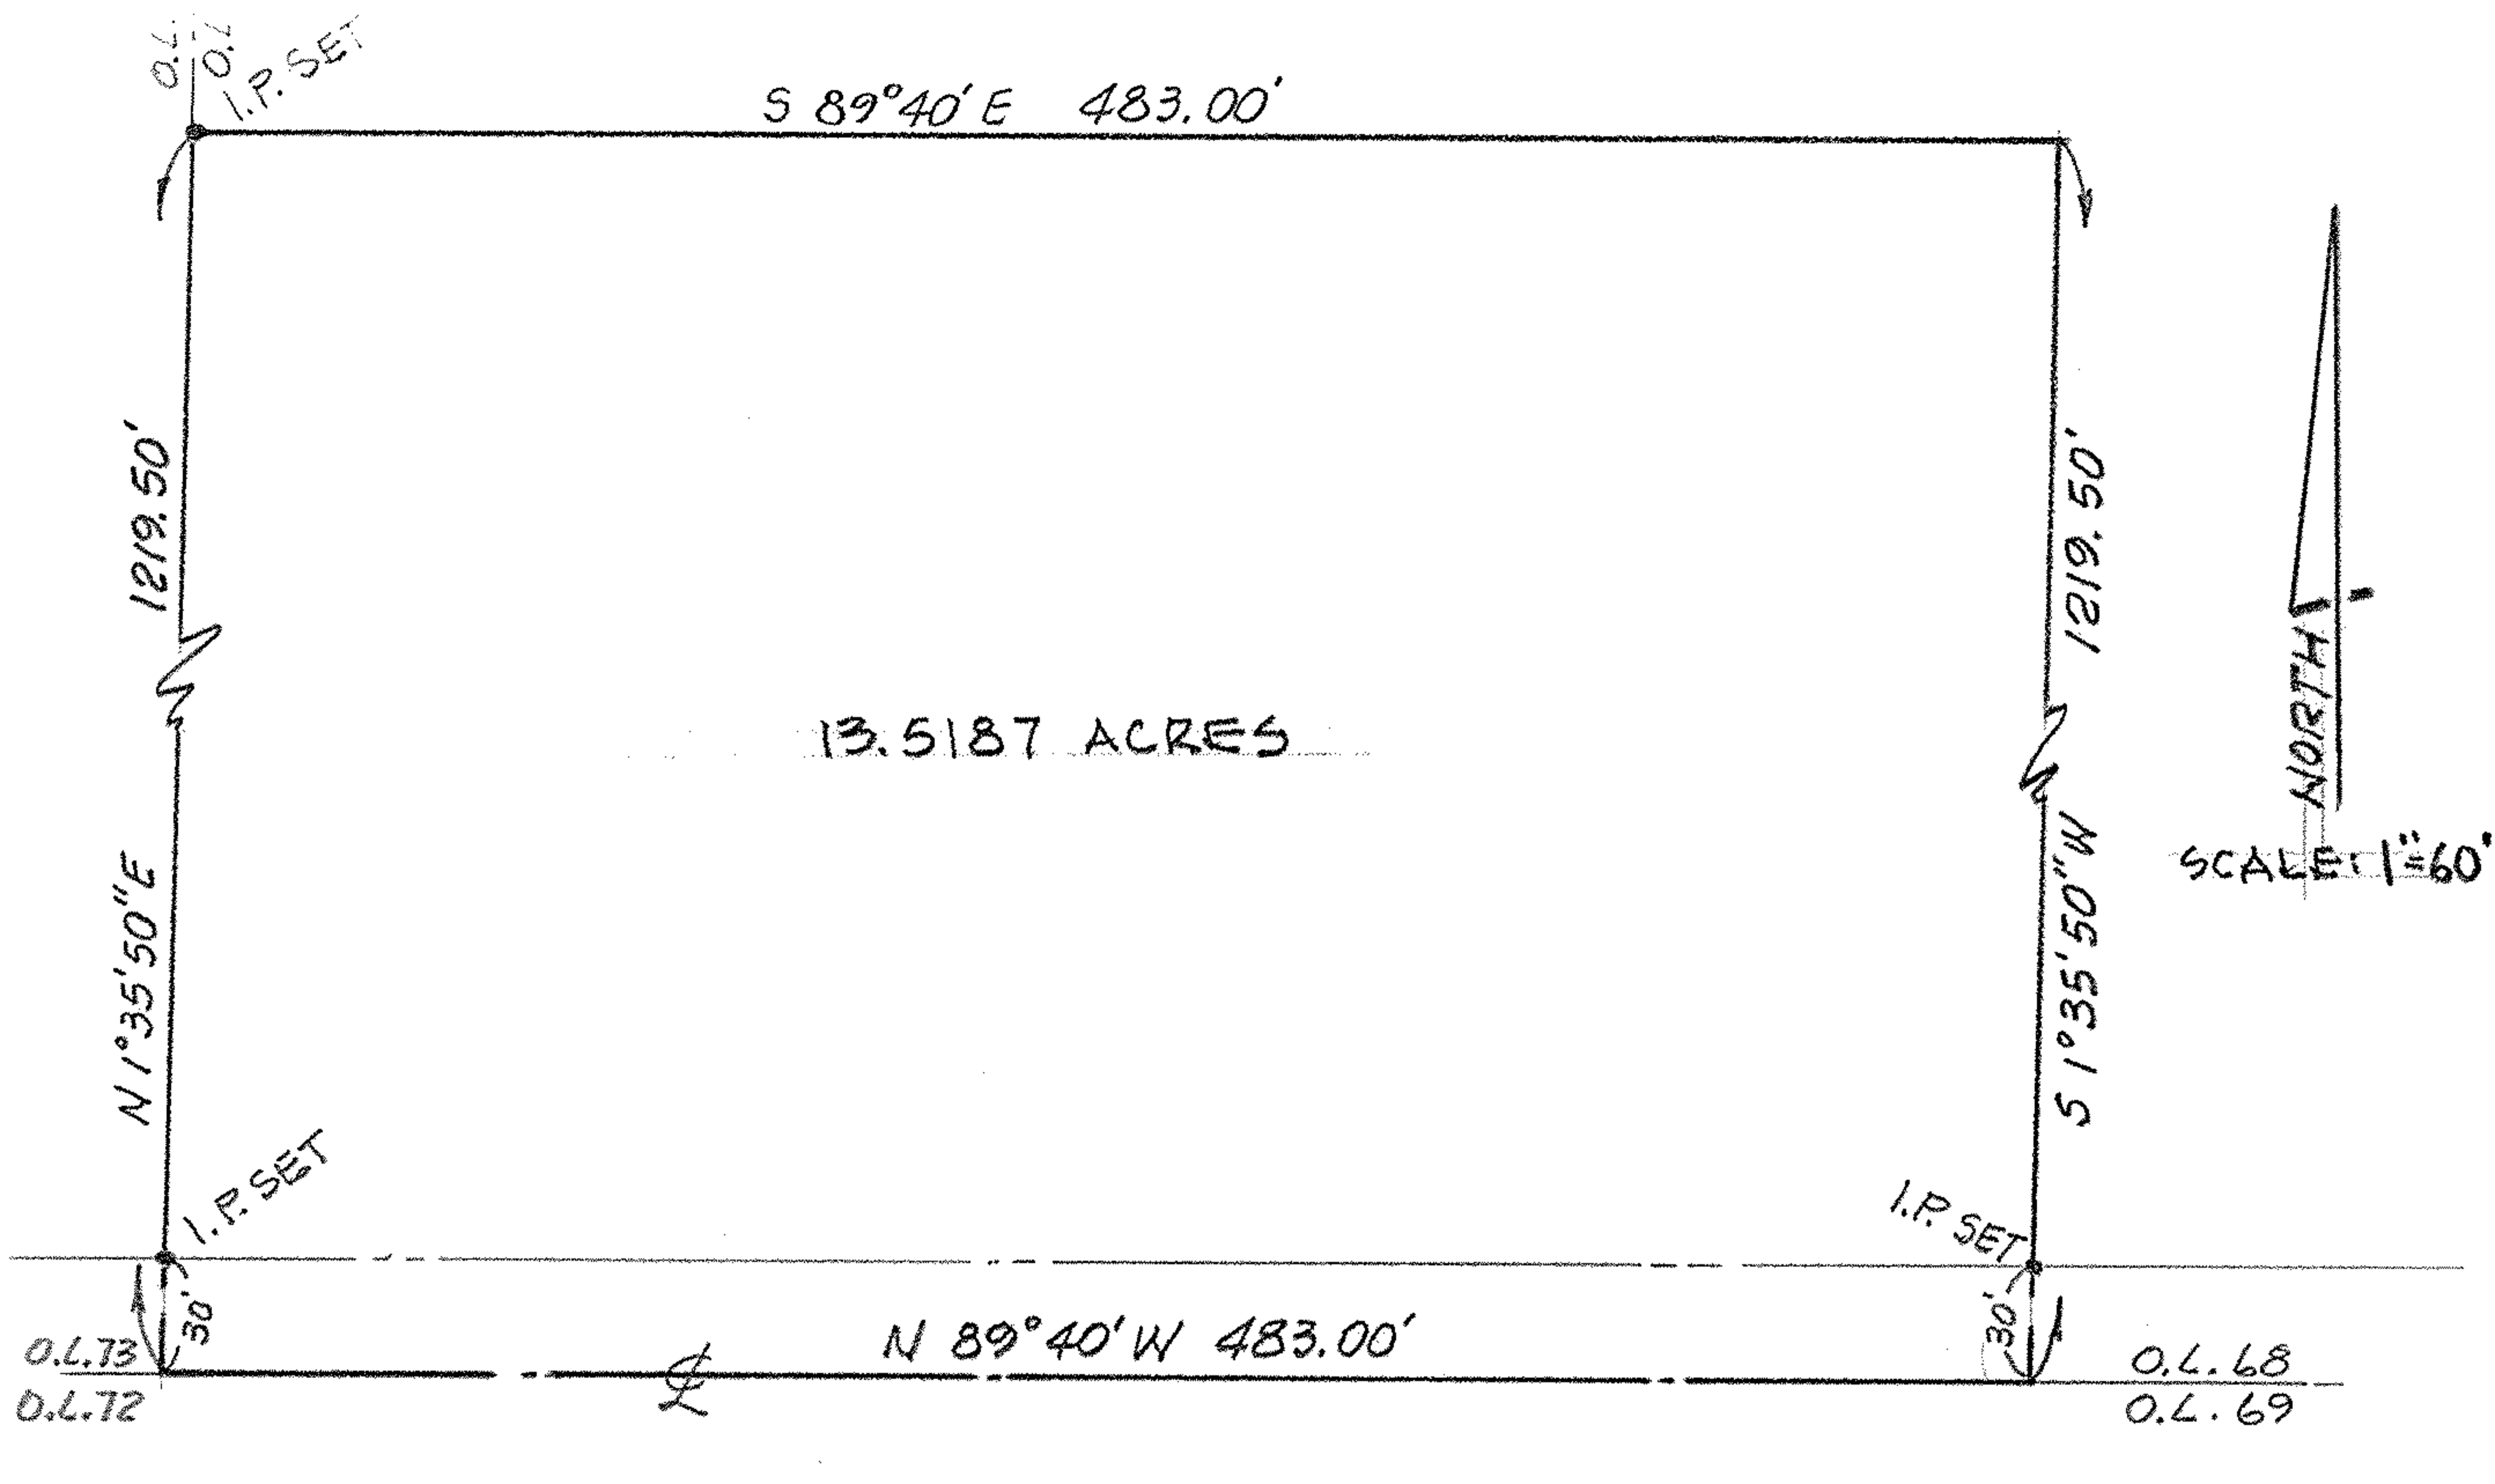 O.L.
O.L
I.P. SET
S 89°40' E 483.00'
1219.50'
1219.50'
NORTH
13.5187 ACRES
SCALE: 1"=60'
N 1°35'50"E
S 1°35'50"W
I.P. SET
I.P. SET
30'
30'
N 89°40' W 483.00'
O.L.73
O.L.72
℄
O.L. 68
O.L. 69